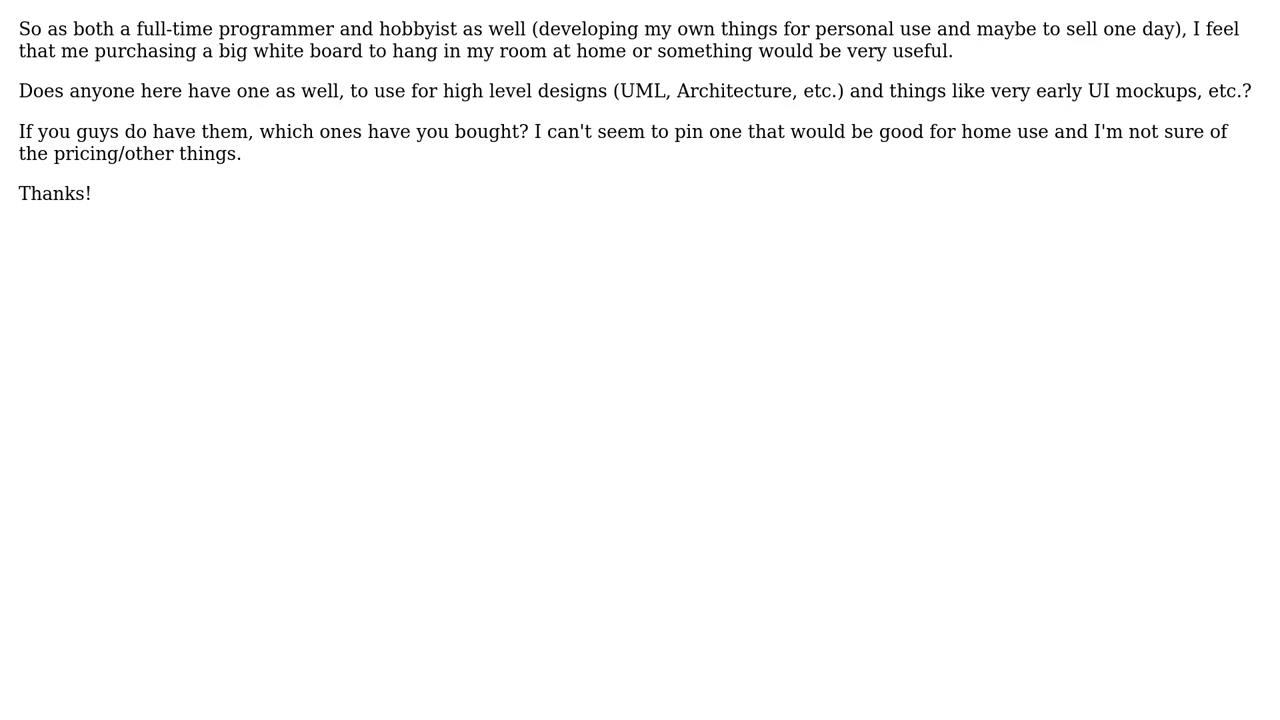 So as both a full-time programmer and hobbyist as well (developing my own things for personal use and maybe to sell one day), I feel
that me purchasing a big white board to hang in my room at home or something would be very useful.
Does anyone here have one as well, to use for high level designs (UML, Architecture, etc.) and things like very early UI mockups, etc.?
If you guys do have them, which ones have you bought? I can't seem to pin one that would be good for home use and I'm not sure of
the pricing/other things.
Thanks!